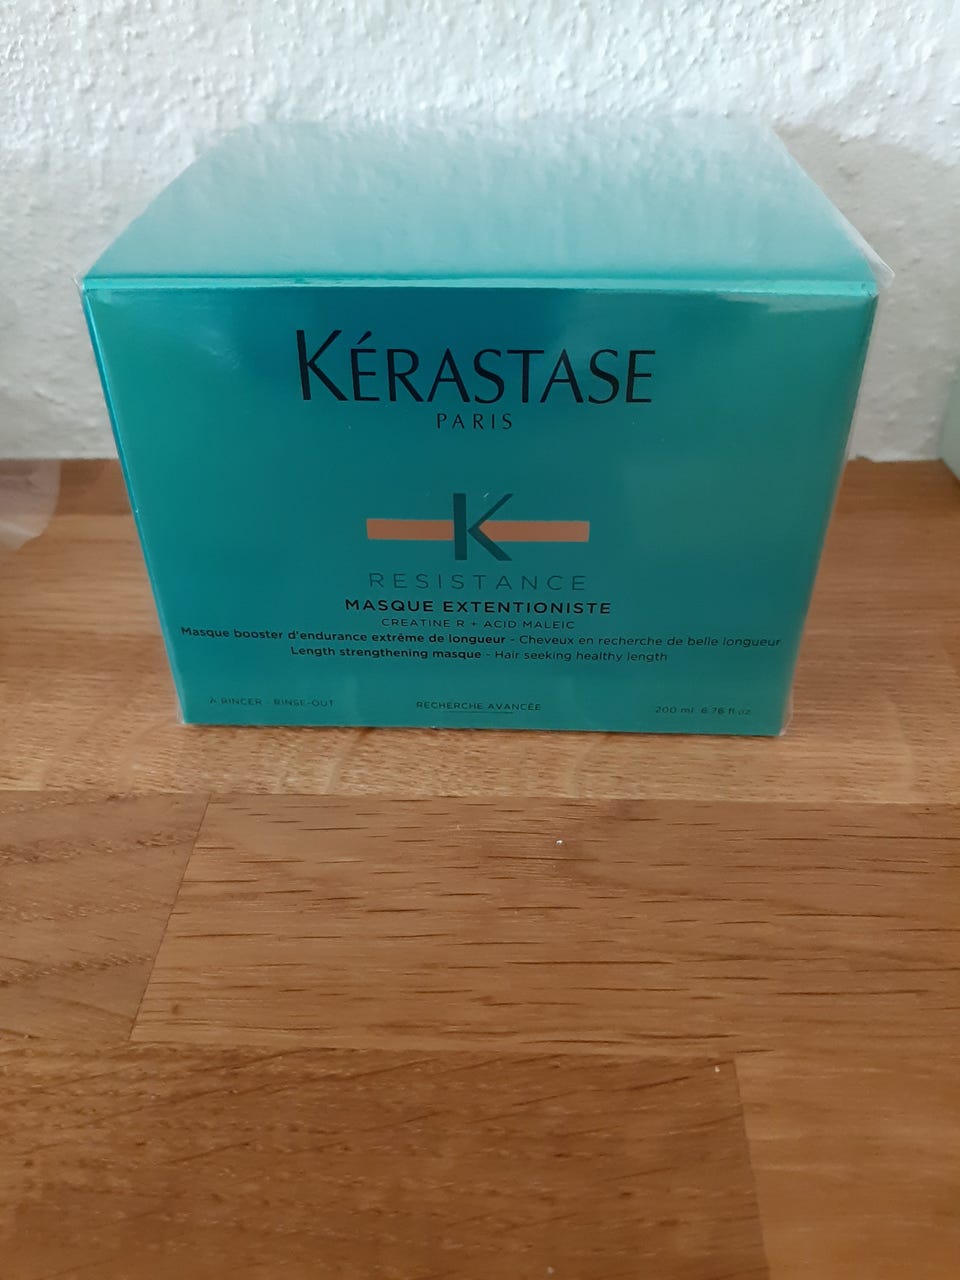 KÉRASTASE
PARIS
K
RESISTANCE
MASQUE EXTENTIONISTE
CREATINE R + ACID MALEIC
Masque booster d'endurance extrême de longueur - Cheveux en recherche de belle longueur
Length strengthening masque - Hair seeking healthy length
À RINCER - RINSE-OUT RECHERCHE AVANCÉE 200 ml 6.76 fl.oz.